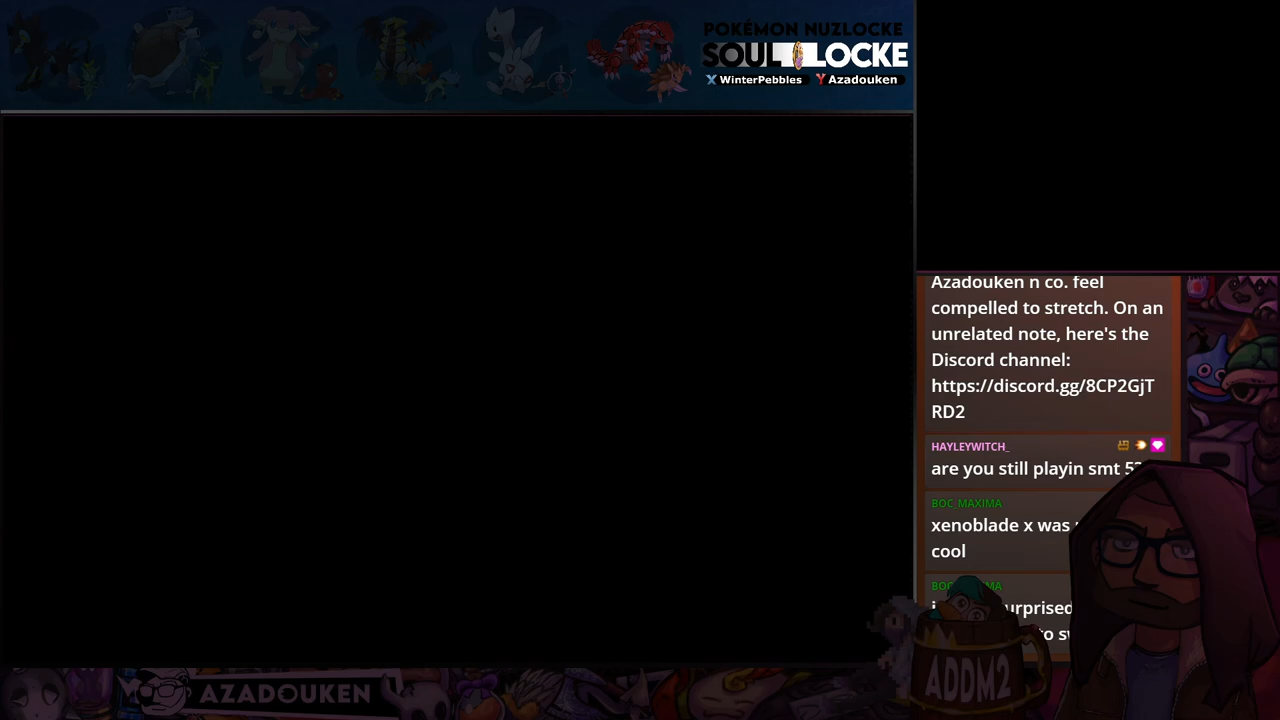 POKÉMON NUZLOCKE
SOUL LOCKE
WinterPebbles Azadouken
Azadouken n co. feel
compelled to stretch. On an
unrelated note, here's the
Discord channel:
https://discord.gg/8CP2GjT
RD2
HAYLEYWITCH_
are you still playin smt 5?
BOC_MAXIMA
xenoblade x was
cool
urprised
to
ADDM2
AZADOUKEN